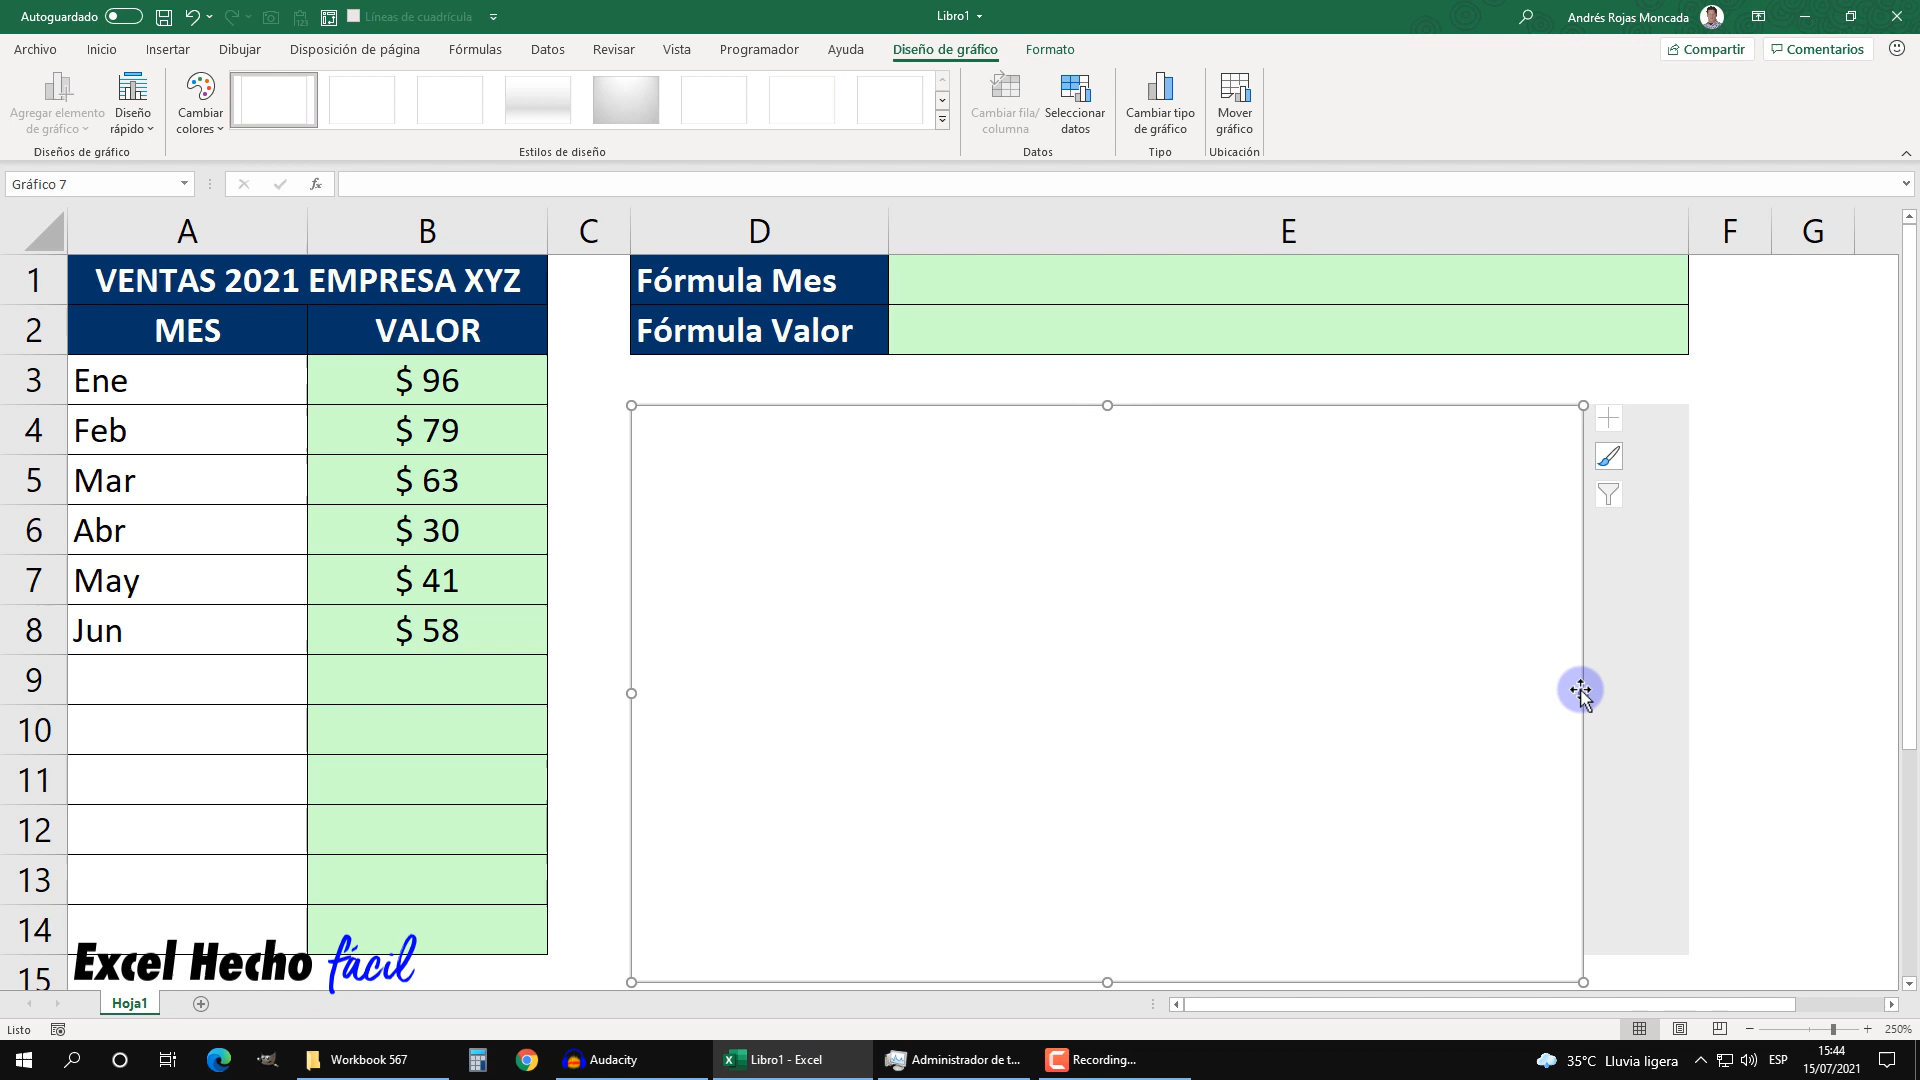 Autoguardado
Líneas de cuadrícula
Libro1
Andrés Rojas Moncada
Archivo Inicio Insertar Dibujar Disposición de página Fórmulas Datos Revisar Vista Programador Ayuda Diseño de gráfico Formato
Compartir
Comentarios
Agregar elemento de gráfico
Diseño rápido
Cambiar colores
Cambiar fila/ columna
Seleccionar datos
Cambiar tipo de gráfico
Mover gráfico
Diseños de gráfico
Estilos de diseño
Datos
Tipo
Ubicación
Gráfico 7
fx
A B C D E F G
1 VENTAS 2021 EMPRESA XYZ Fórmula Mes
2 MES VALOR Fórmula Valor
3 Ene $ 96
4 Feb $ 79
5 Mar $ 63
6 Abr $ 30
7 May $ 41
8 Jun $ 58
9
10
11
12
13
14
15
Excel Hecho fácil
Hoja1
Listo
250%
Workbook 567
Audacity
Libro1 - Excel
Administrador de t...
Recording...
35°C Lluvia ligera
ESP
15:44
15/07/2021